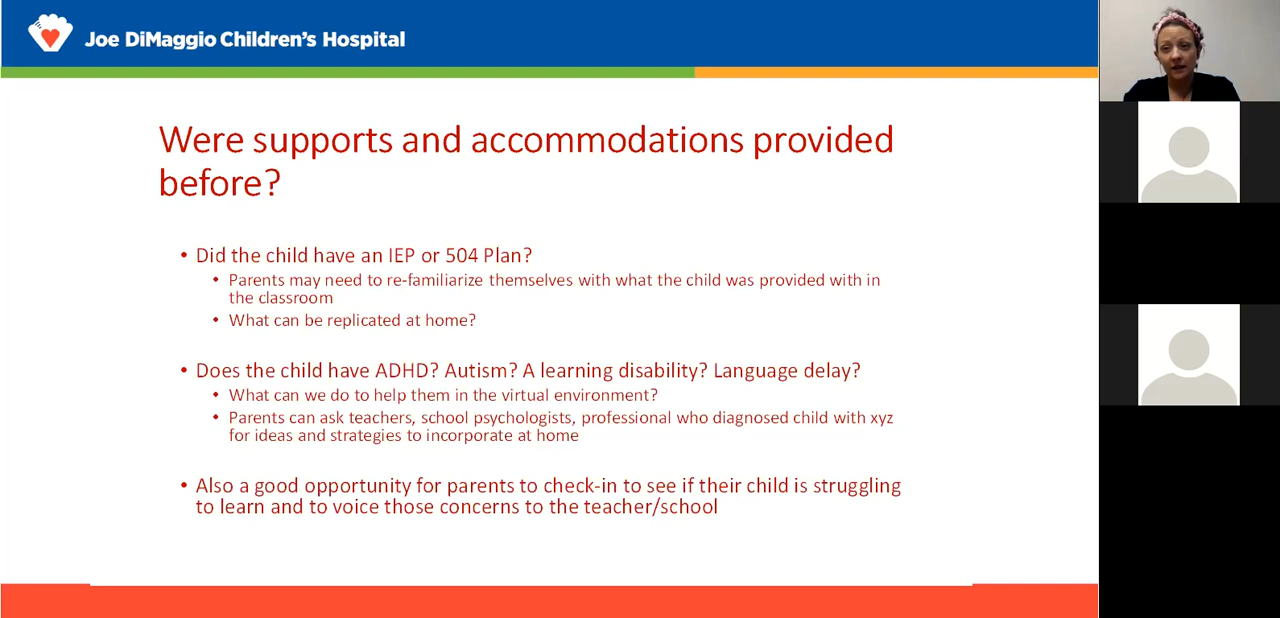 Joe DiMaggio Children's Hospital
Were supports and accommodations provided
before?
• Did the child have an IEP or 504 Plan?
• Parents may need to re-familiarize themselves with what the child was provided with in
the classroom
• What can be replicated at home?
• Does the child have ADHD? Autism? A learning disability? Language delay?
• What can we do to help them in the virtual environment?
• Parents can ask teachers, school psychologists, professional who diagnosed child with xyz
for ideas and strategies to incorporate at home
• Also a good opportunity for parents to check-in to see if their child is struggling
to learn and to voice those concerns to the teacher/school